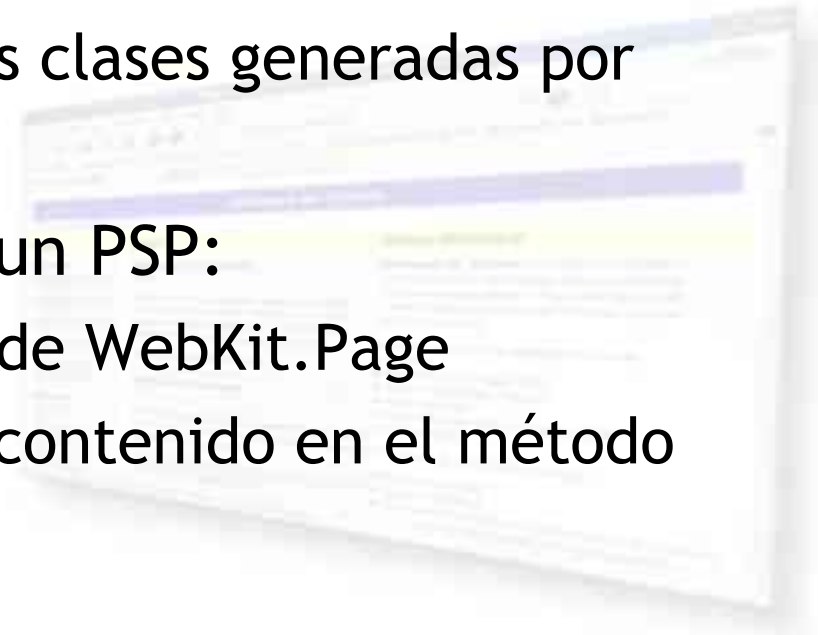 s clases generadas por
un PSP:
de WebKit.Page
contenido en el método